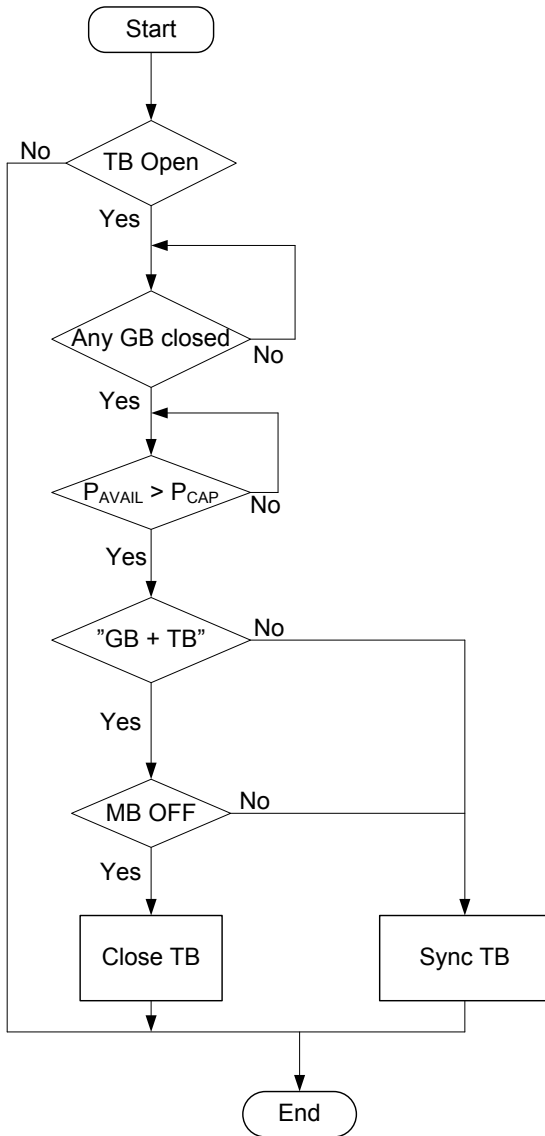 Start
No
TB Open
Yes
Any GB closed
No
Yes
PAVAIL > PCAP
No
Yes
”GB + TB”
No
Yes
MB OFF
No
Yes
Close TB
Sync TB
End